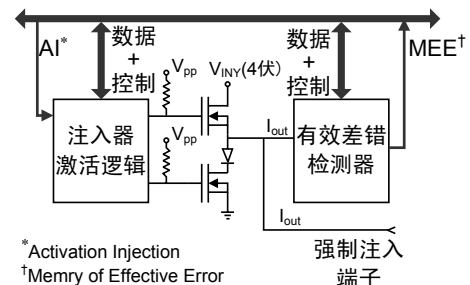 AI*
数据
+
控制
Vpp
VINY(4伏)
数据
+
控制
MEE†
注入器
激活逻辑
Vpp
Iout
有效差错
检测器
Iout
强制注入
端子
*Activation Injection
†Memry of Effective Error